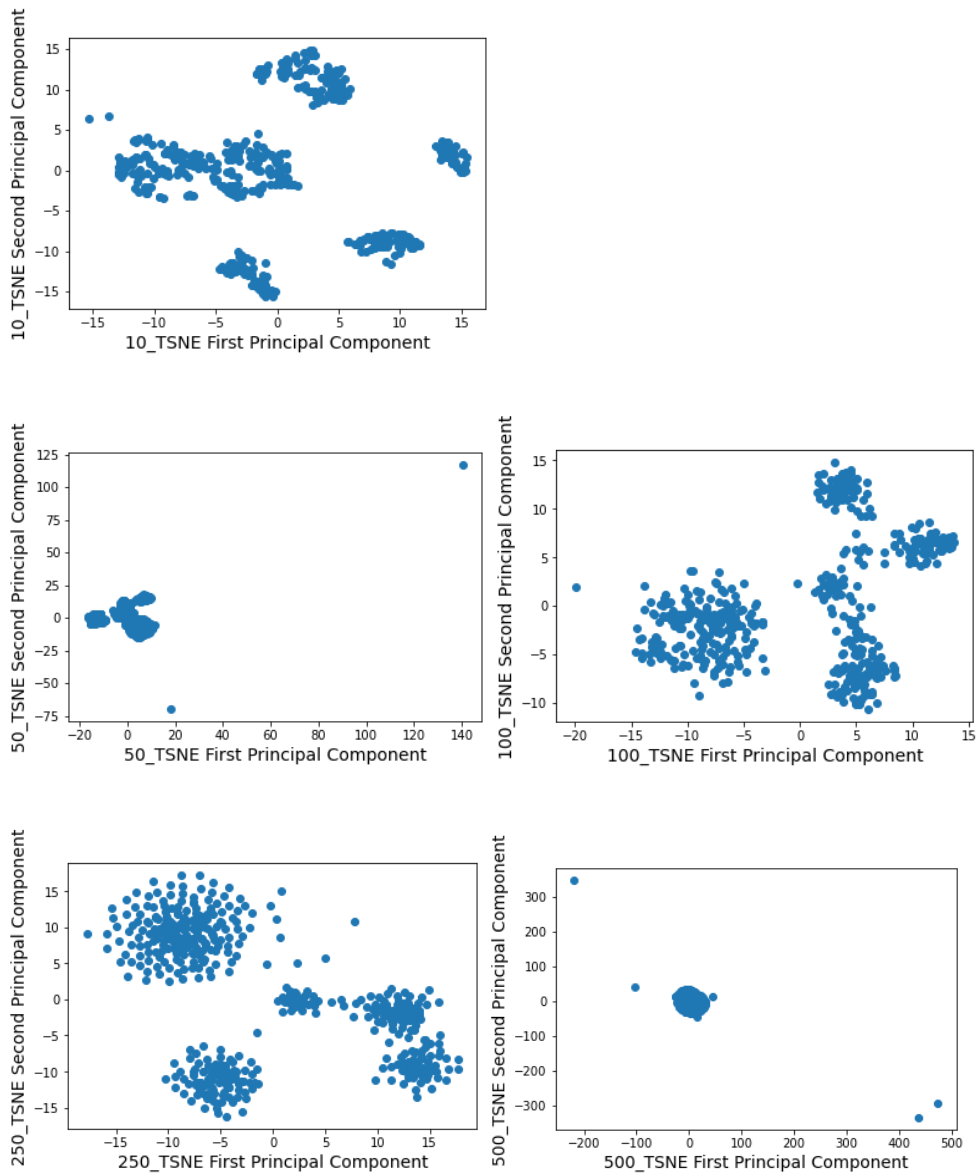 10_TSNE Second Principal Component
15
10
5
0
−5
−10
−15
−15 −10 −5 0 5 10 15
10_TSNE First Principal Component
50_TSNE Second Principal Component
125
100
75
50
25
0
−25
−50
−75
−20 0 20 40 60 80 100 120 140
50_TSNE First Principal Component
100_TSNE Second Principal Component
15
10
5
0
−5
−10
−20 −15 −10 −5 0 5 10 15
100_TSNE First Principal Component
250_TSNE Second Principal Component
15
10
5
0
−5
−10
−15
−15 −10 −5 0 5 10 15
250_TSNE First Principal Component
500_TSNE Second Principal Component
300
200
100
0
−100
−200
−300
−200 −100 0 100 200 300 400 500
500_TSNE First Principal Component